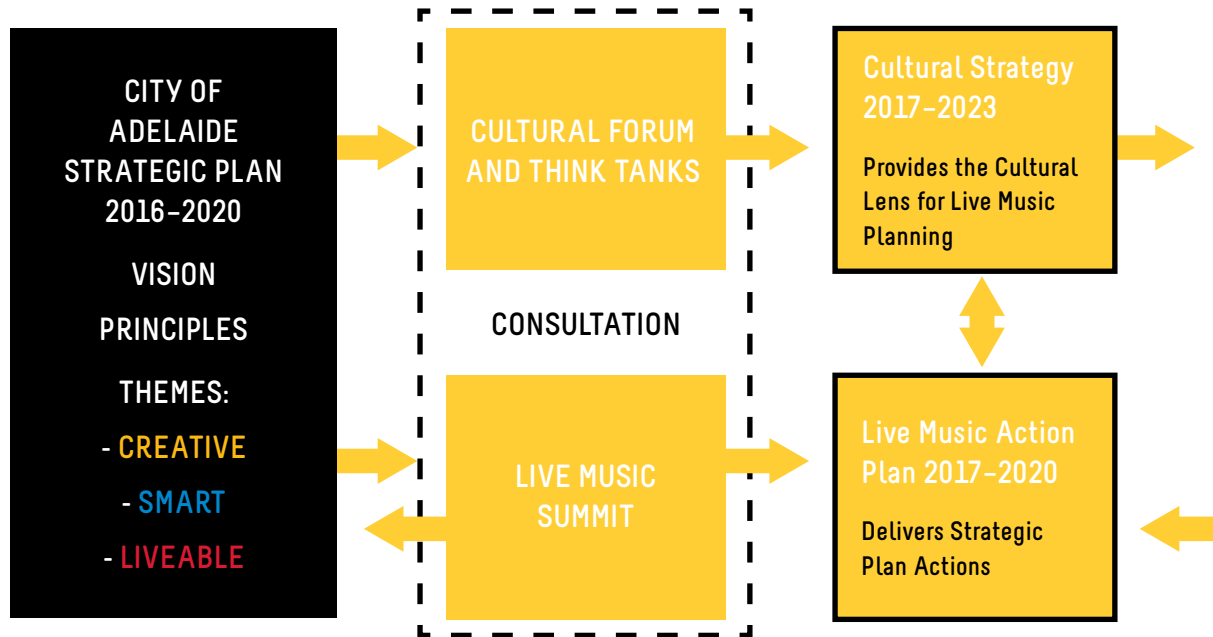 CITY OF
ADELAIDE
STRATEGIC PLAN
2016–2020
VISION
PRINCIPLES
THEMES:
- CREATIVE
- SMART
- LIVEABLE
CULTURAL FORUM
AND THINK TANKS
CONSULTATION
LIVE MUSIC
SUMMIT
Cultural Strategy
2017–2023
Provides the Cultural
Lens for Live Music
Planning
Live Music Action
Plan 2017–2020
Delivers Strategic
Plan Actions